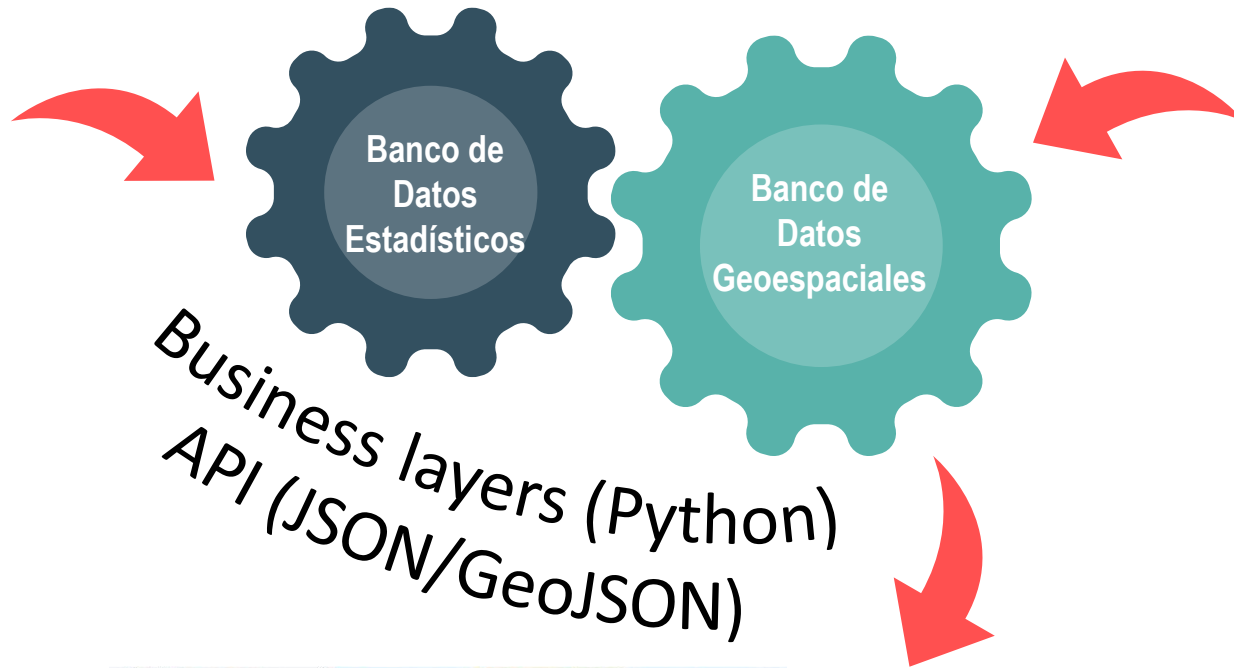 Banco de
Datos
Estadísticos
Banco de
Datos
Geoespaciales
Business layers (Python)
API (JSON/GeoJSON)